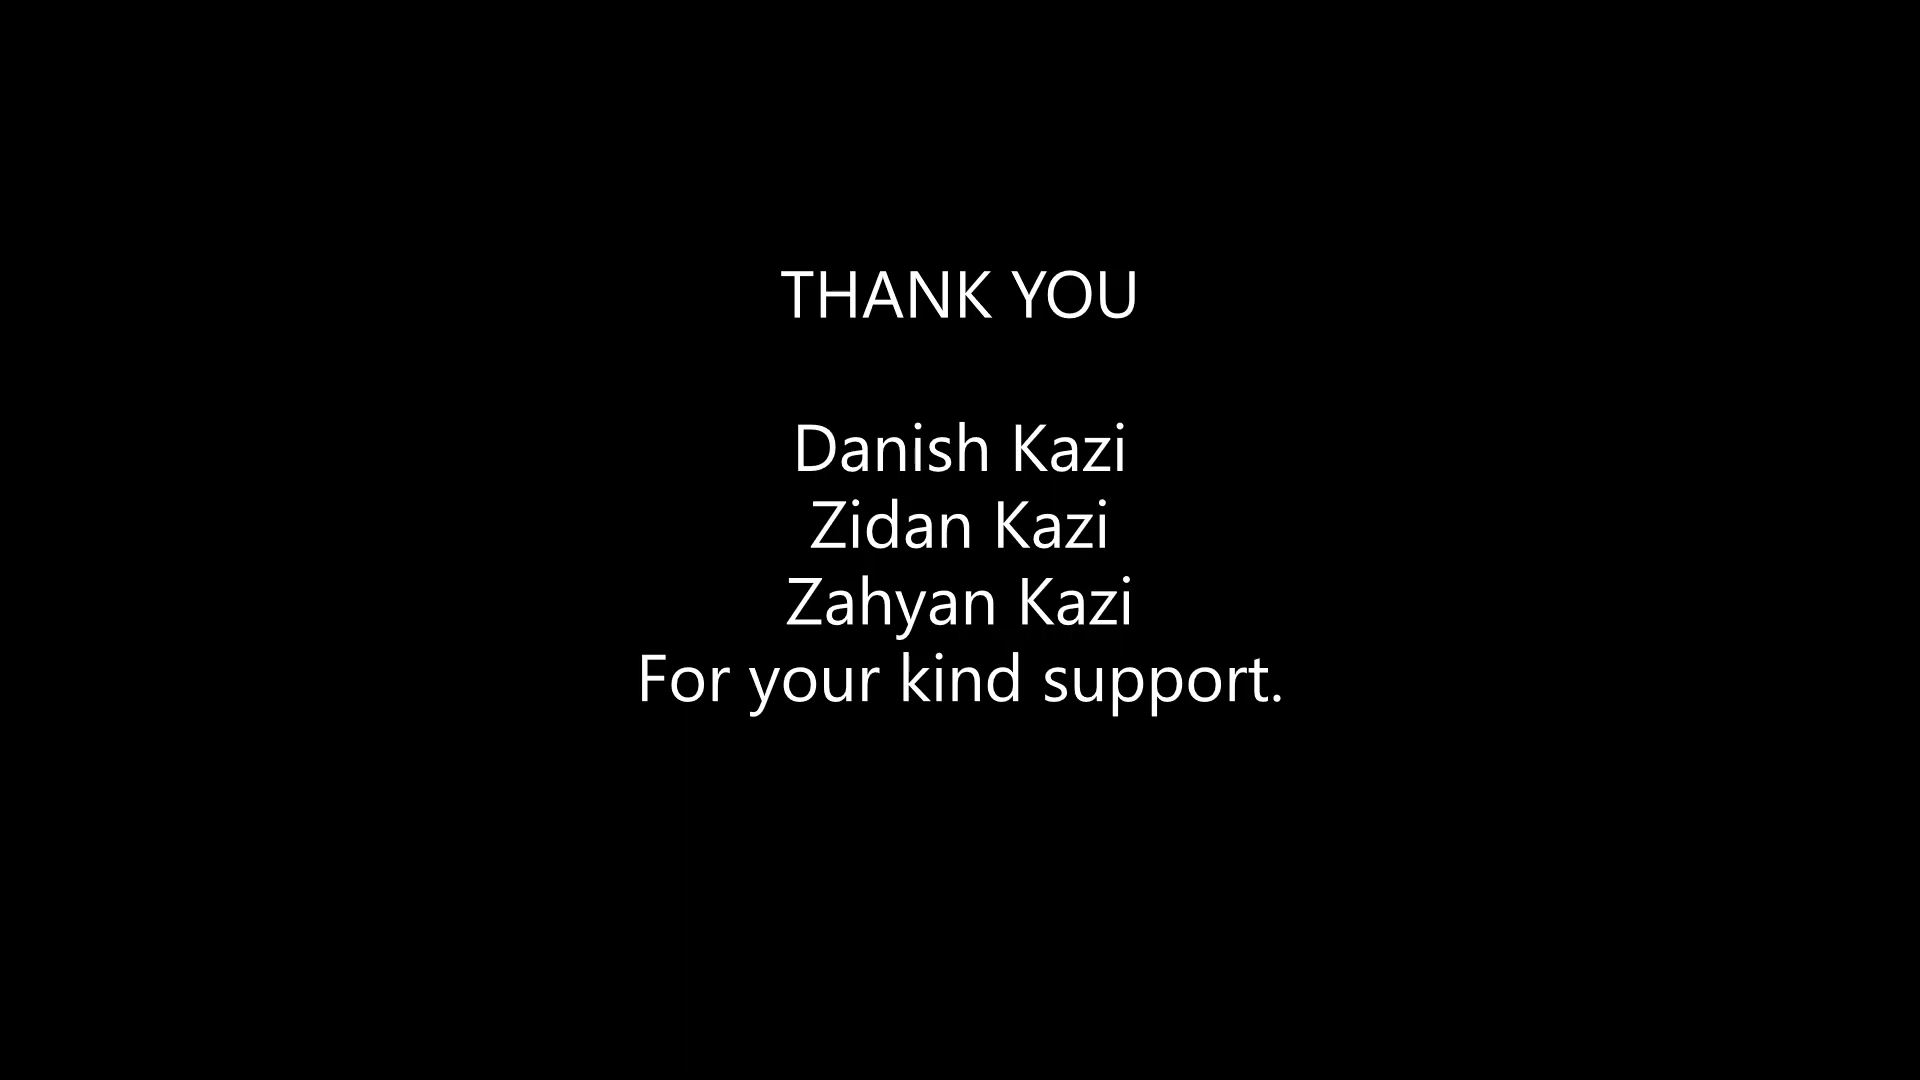 THANK YOU
Danish Kazi
Zidan Kazi
Zahyan Kazi
For your kind support.